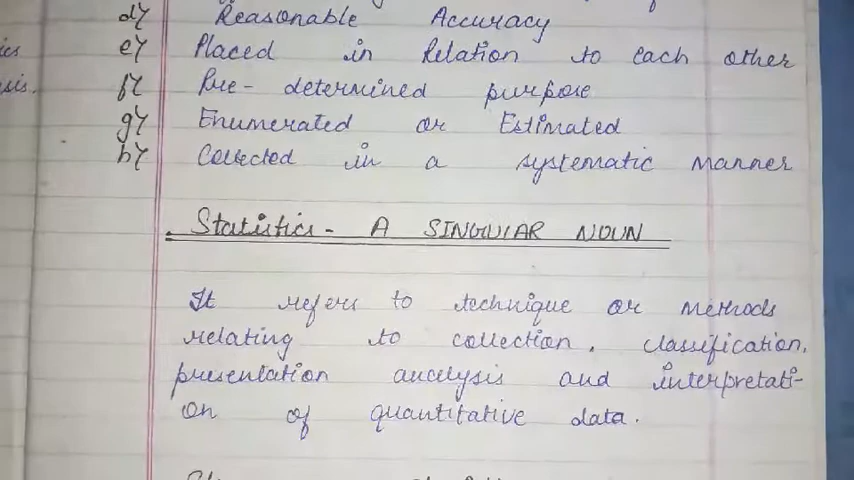 d) Reasonable Accuracy
ics
e) Placed in Relation to each other
sis.
f) Pre-determined purpose
g) Enumerated or Estimated
h) Collected in a systematic manner
Statistics - A SINGULAR NOUN
It refers to technique or methods
relating to collection, classification,
presentation analysis and interpretati-
on of quantitative data.